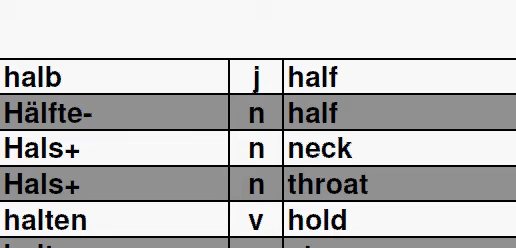 halb j half
Hälfte- n half
Hals+ n neck
Hals+ n throat
halten v hold